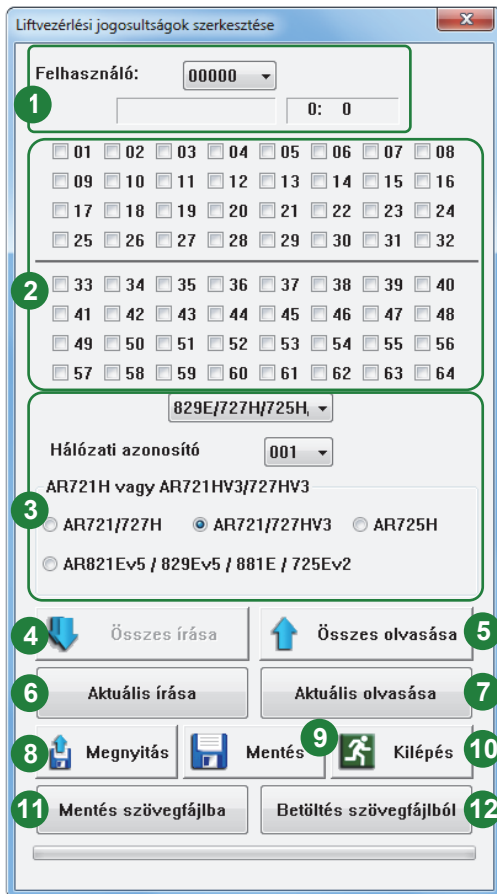 Liftvezérlési jogosultságok szerkesztése
Felhasználó: 00000
1
0: 0
01 02 03 04 05 06 07 08
09 10 11 12 13 14 15 16
17 18 19 20 21 22 23 24
25 26 27 28 29 30 31 32
2
33 34 35 36 37 38 39 40
41 42 43 44 45 46 47 48
49 50 51 52 53 54 55 56
57 58 59 60 61 62 63 64
829E/727H/725H,
Hálózati azonosító 001
AR721H vagy AR721HV3/727HV3
3
AR721/727H AR721/727HV3 AR725H
AR821Ev5 / 829Ev5 / 881E / 725Ev2
4 Összes írása Összes olvasása 5
6 Aktuális írása Aktuális olvasása 7
8 Megnyitás Mentés 9 Kilépés 10
11 Mentés szövegfájlba Betöltés szövegfájlból 12